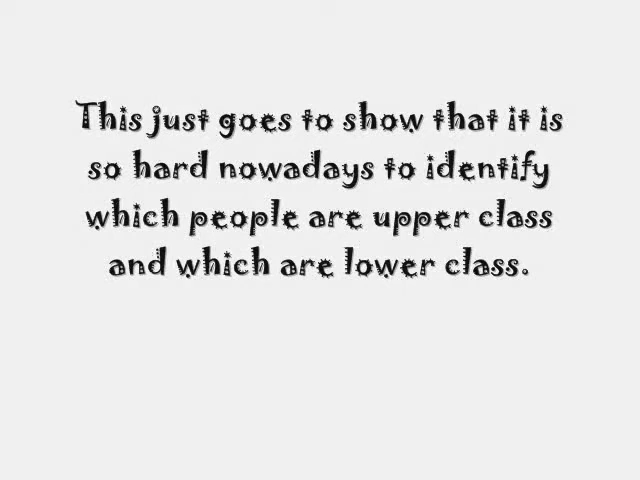 This just goes to show that it is
so hard nowadays to identify
which people are upper class
and which are lower class.